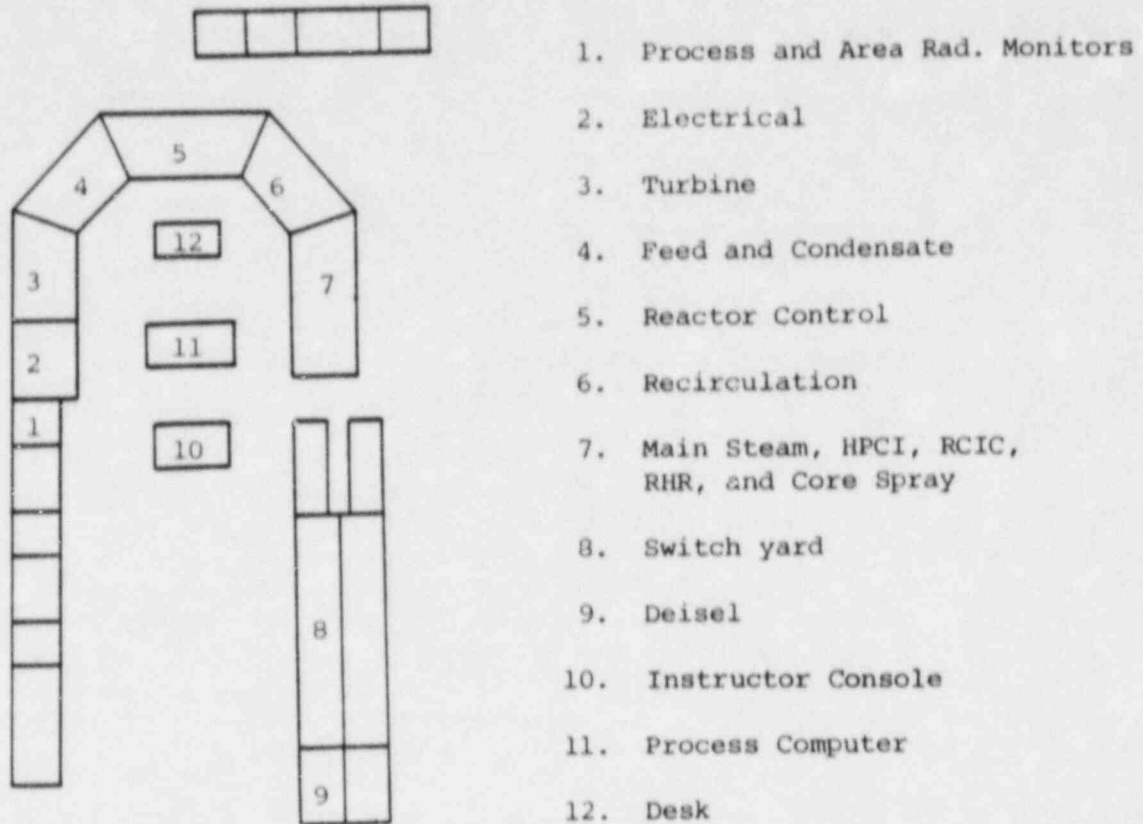 5
4
6
12
3
7
11
2
1
10
8
9
1. Process and Area Rad. Monitors
2. Electrical
3. Turbine
4. Feed and Condensate
5. Reactor Control
6. Recirculation
7. Main Steam, HPCI, RCIC,
RHR, and Core Spray
8. Switch yard
9. Deisel
10. Instructor Console
11. Process Computer
12. Desk